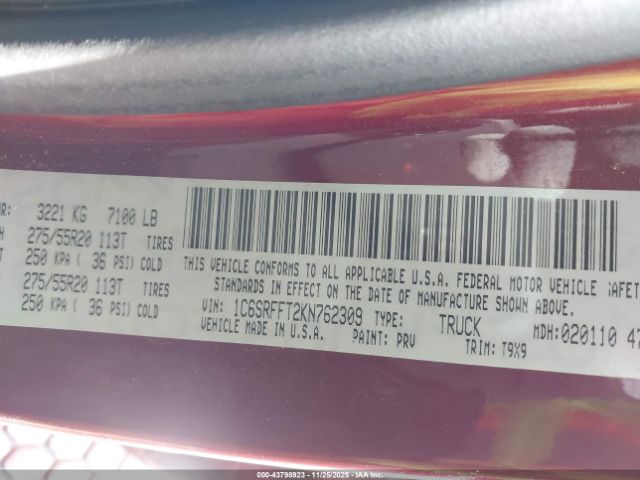 3221 KG 7100 LB
275/55R20 113T TIRES
250 KPA ( 36 PSI) COLD
275/55R20 113T TIRES
250 KPA ( 36 PSI) COLD
THIS VEHICLE CONFORMS TO ALL APPLICABLE U.S.A. FEDERAL MOTOR VEHICLE
STANDARDS IN EFFECT ON THE DATE OF MANUFACTURE SHOWN ABOVE.
VIN: 1C6SRFFT2KN762309 TYPE: TRUCK MDH:020110 47
VEHICLE MADE IN U.S.A. PAINT: PRV TRIM: T9X9
000-43798923 | 11/25/2025 | IAAI.COM